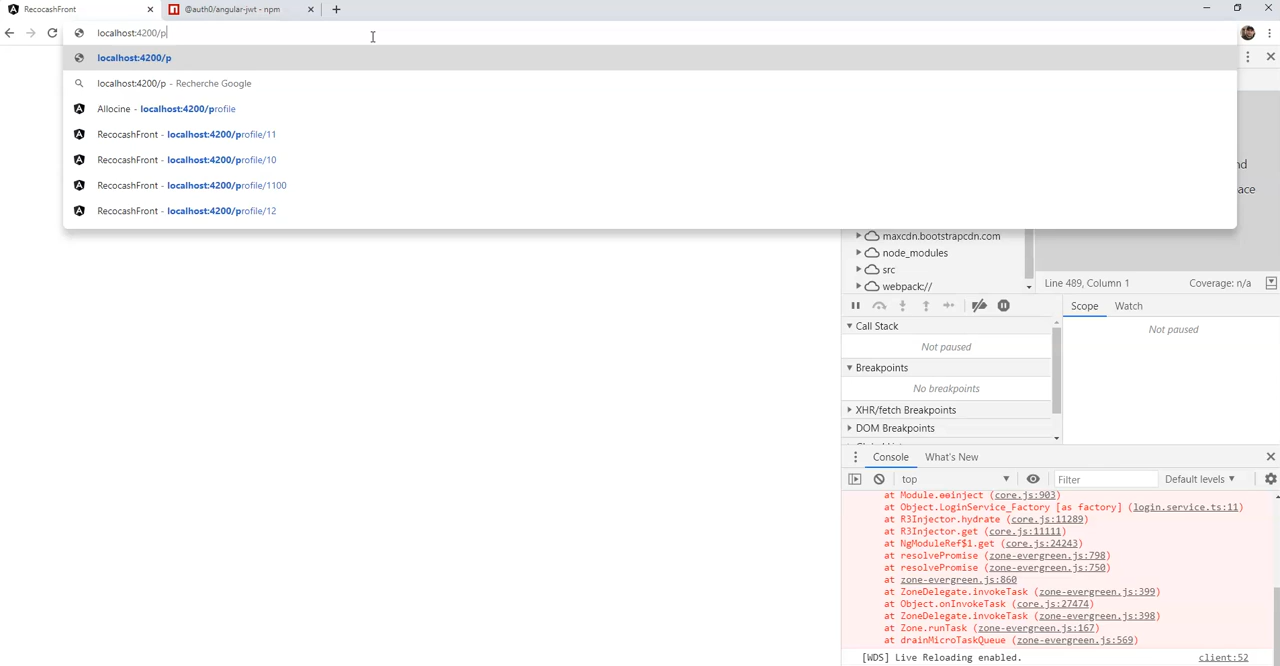 RecocashFront
@auth0/angular-jwt - npm
localhost:4200/p
localhost:4200/p
localhost:4200/p - Recherche Google
Allocine - localhost:4200/profile
RecocashFront - localhost:4200/profile/11
RecocashFront - localhost:4200/profile/10
RecocashFront - localhost:4200/profile/1100
RecocashFront - localhost:4200/profile/12
maxcdn.bootstrapcdn.com
node_modules
src
webpack://
Line 489, Column 1
Coverage: n/a
Scope
Watch
Call Stack
Not paused
Not paused
Breakpoints
No breakpoints
XHR/fetch Breakpoints
DOM Breakpoints
Console
What's New
top
Filter
Default levels
at Module.ɵɵinject (core.js:903)
at Object.LoginService_Factory [as factory] (login.service.ts:11)
at R3Injector.hydrate (core.js:11289)
at R3Injector.get (core.js:11111)
at NgModuleRef$1.get (core.js:24243)
at resolvePromise (zone-evergreen.js:798)
at resolvePromise (zone-evergreen.js:750)
at zone-evergreen.js:860
at ZoneDelegate.invokeTask (zone-evergreen.js:399)
at Object.onInvokeTask (core.js:27474)
at ZoneDelegate.invokeTask (zone-evergreen.js:398)
at Zone.runTask (zone-evergreen.js:167)
at drainMicroTaskQueue (zone-evergreen.js:569)
[WDS] Live Reloading enabled.
client:52